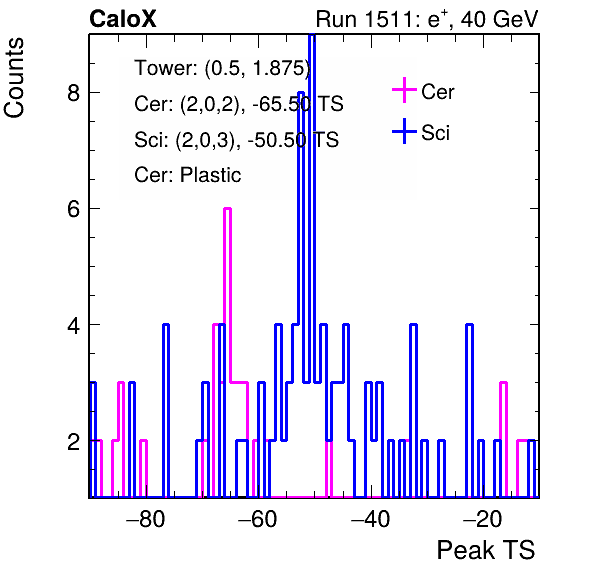 CaloX Run 1511: e+, 40 GeV
Counts
Tower: (0.5, 1.875)
Cer: (2,0,2), -65.50 TS
Sci: (2,0,3), -50.50 TS
Cer: Plastic
Cer
Sci
8
6
4
2
−80 −60 −40 −20
Peak TS